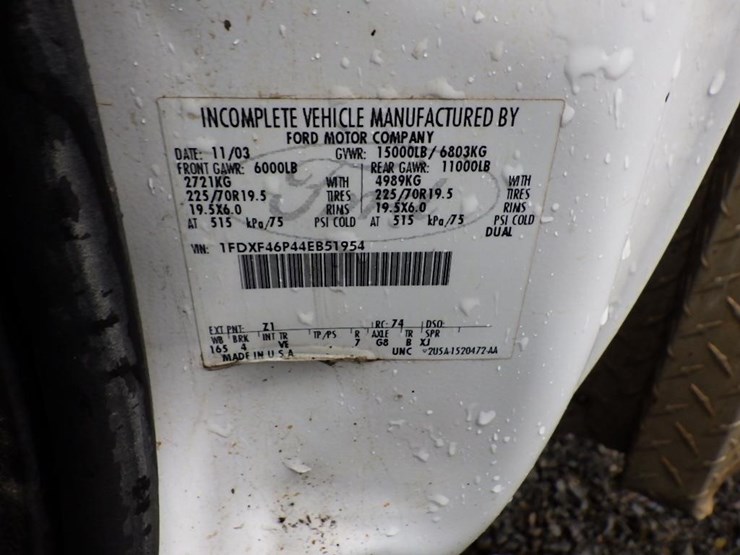 INCOMPLETE VEHICLE MANUFACTURED BY
FORD MOTOR COMPANY
DATE: 11/03 GVWR: 15000LB/ 6803KG
FRONT GAWR: 6000LB REAR GAWR: 11000LB
2721KG WITH 4989KG WITH
225/70R19.5 TIRES 225/70R19.5 TIRES
19.5X6.0 RIMS 19.5X6.0 RIMS
AT 515 kPa/75 PSI COLD AT 515 kPa/75 PSI COLD
DUAL
VIN: 1FDXF46P44EB51954
EXT PNT: Z1 RC: 74 DSO:
WB BRK INT TR TP/PS R AXLE TR SPR
165 4 VE 7 G8 B XJ
MADE IN U S A UNC 2U5A-1520472-AA